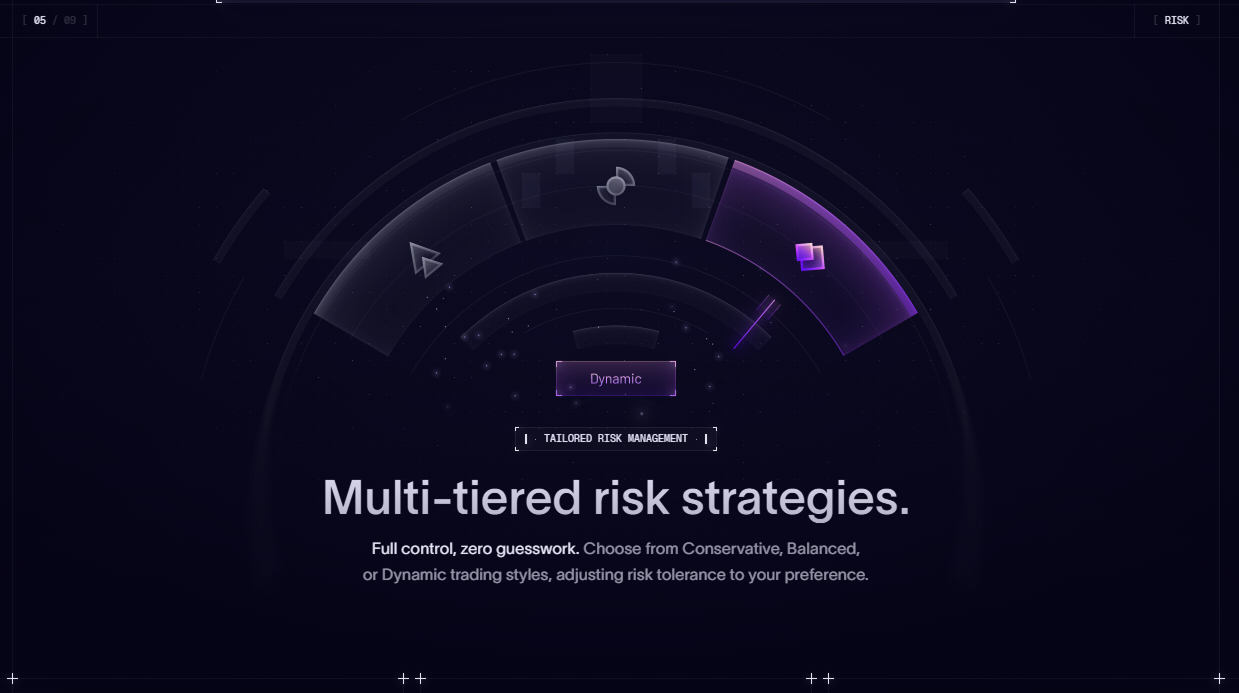 [ 05 / 09 ]
[ RISK ]
Dynamic
TAILORED RISK MANAGEMENT
Multi-tiered risk strategies.
Full control, zero guesswork. Choose from Conservative, Balanced,
or Dynamic trading styles, adjusting risk tolerance to your preference.